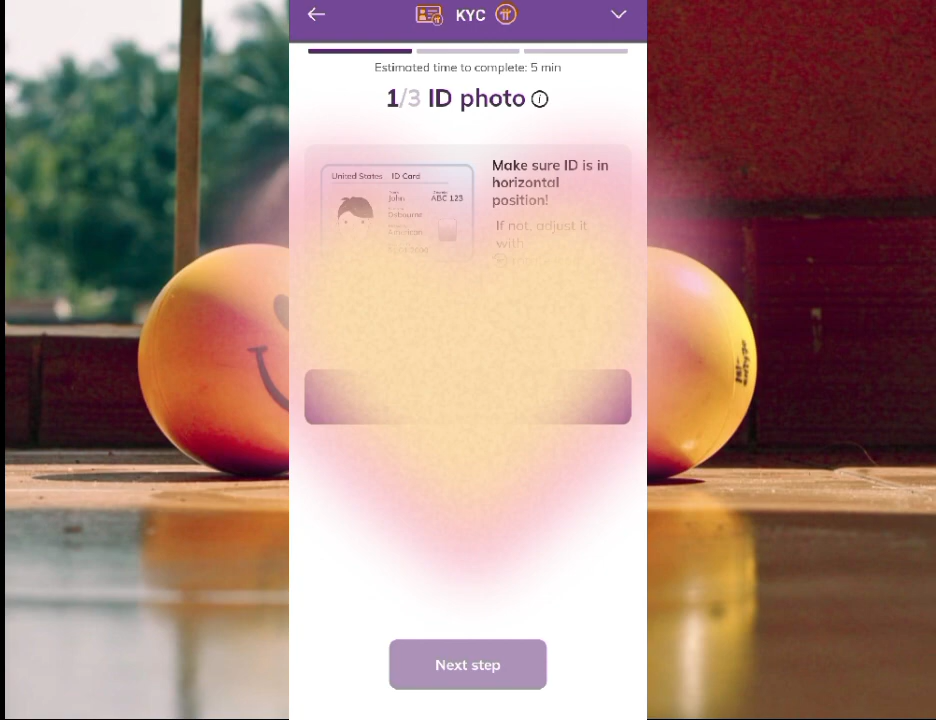 KYC
Estimated time to complete: 5 min
1/3 ID photo
United States ID Card
John
ABC 123
Make sure ID is in
horizontal
position!
If not, adjust it
with
Next step